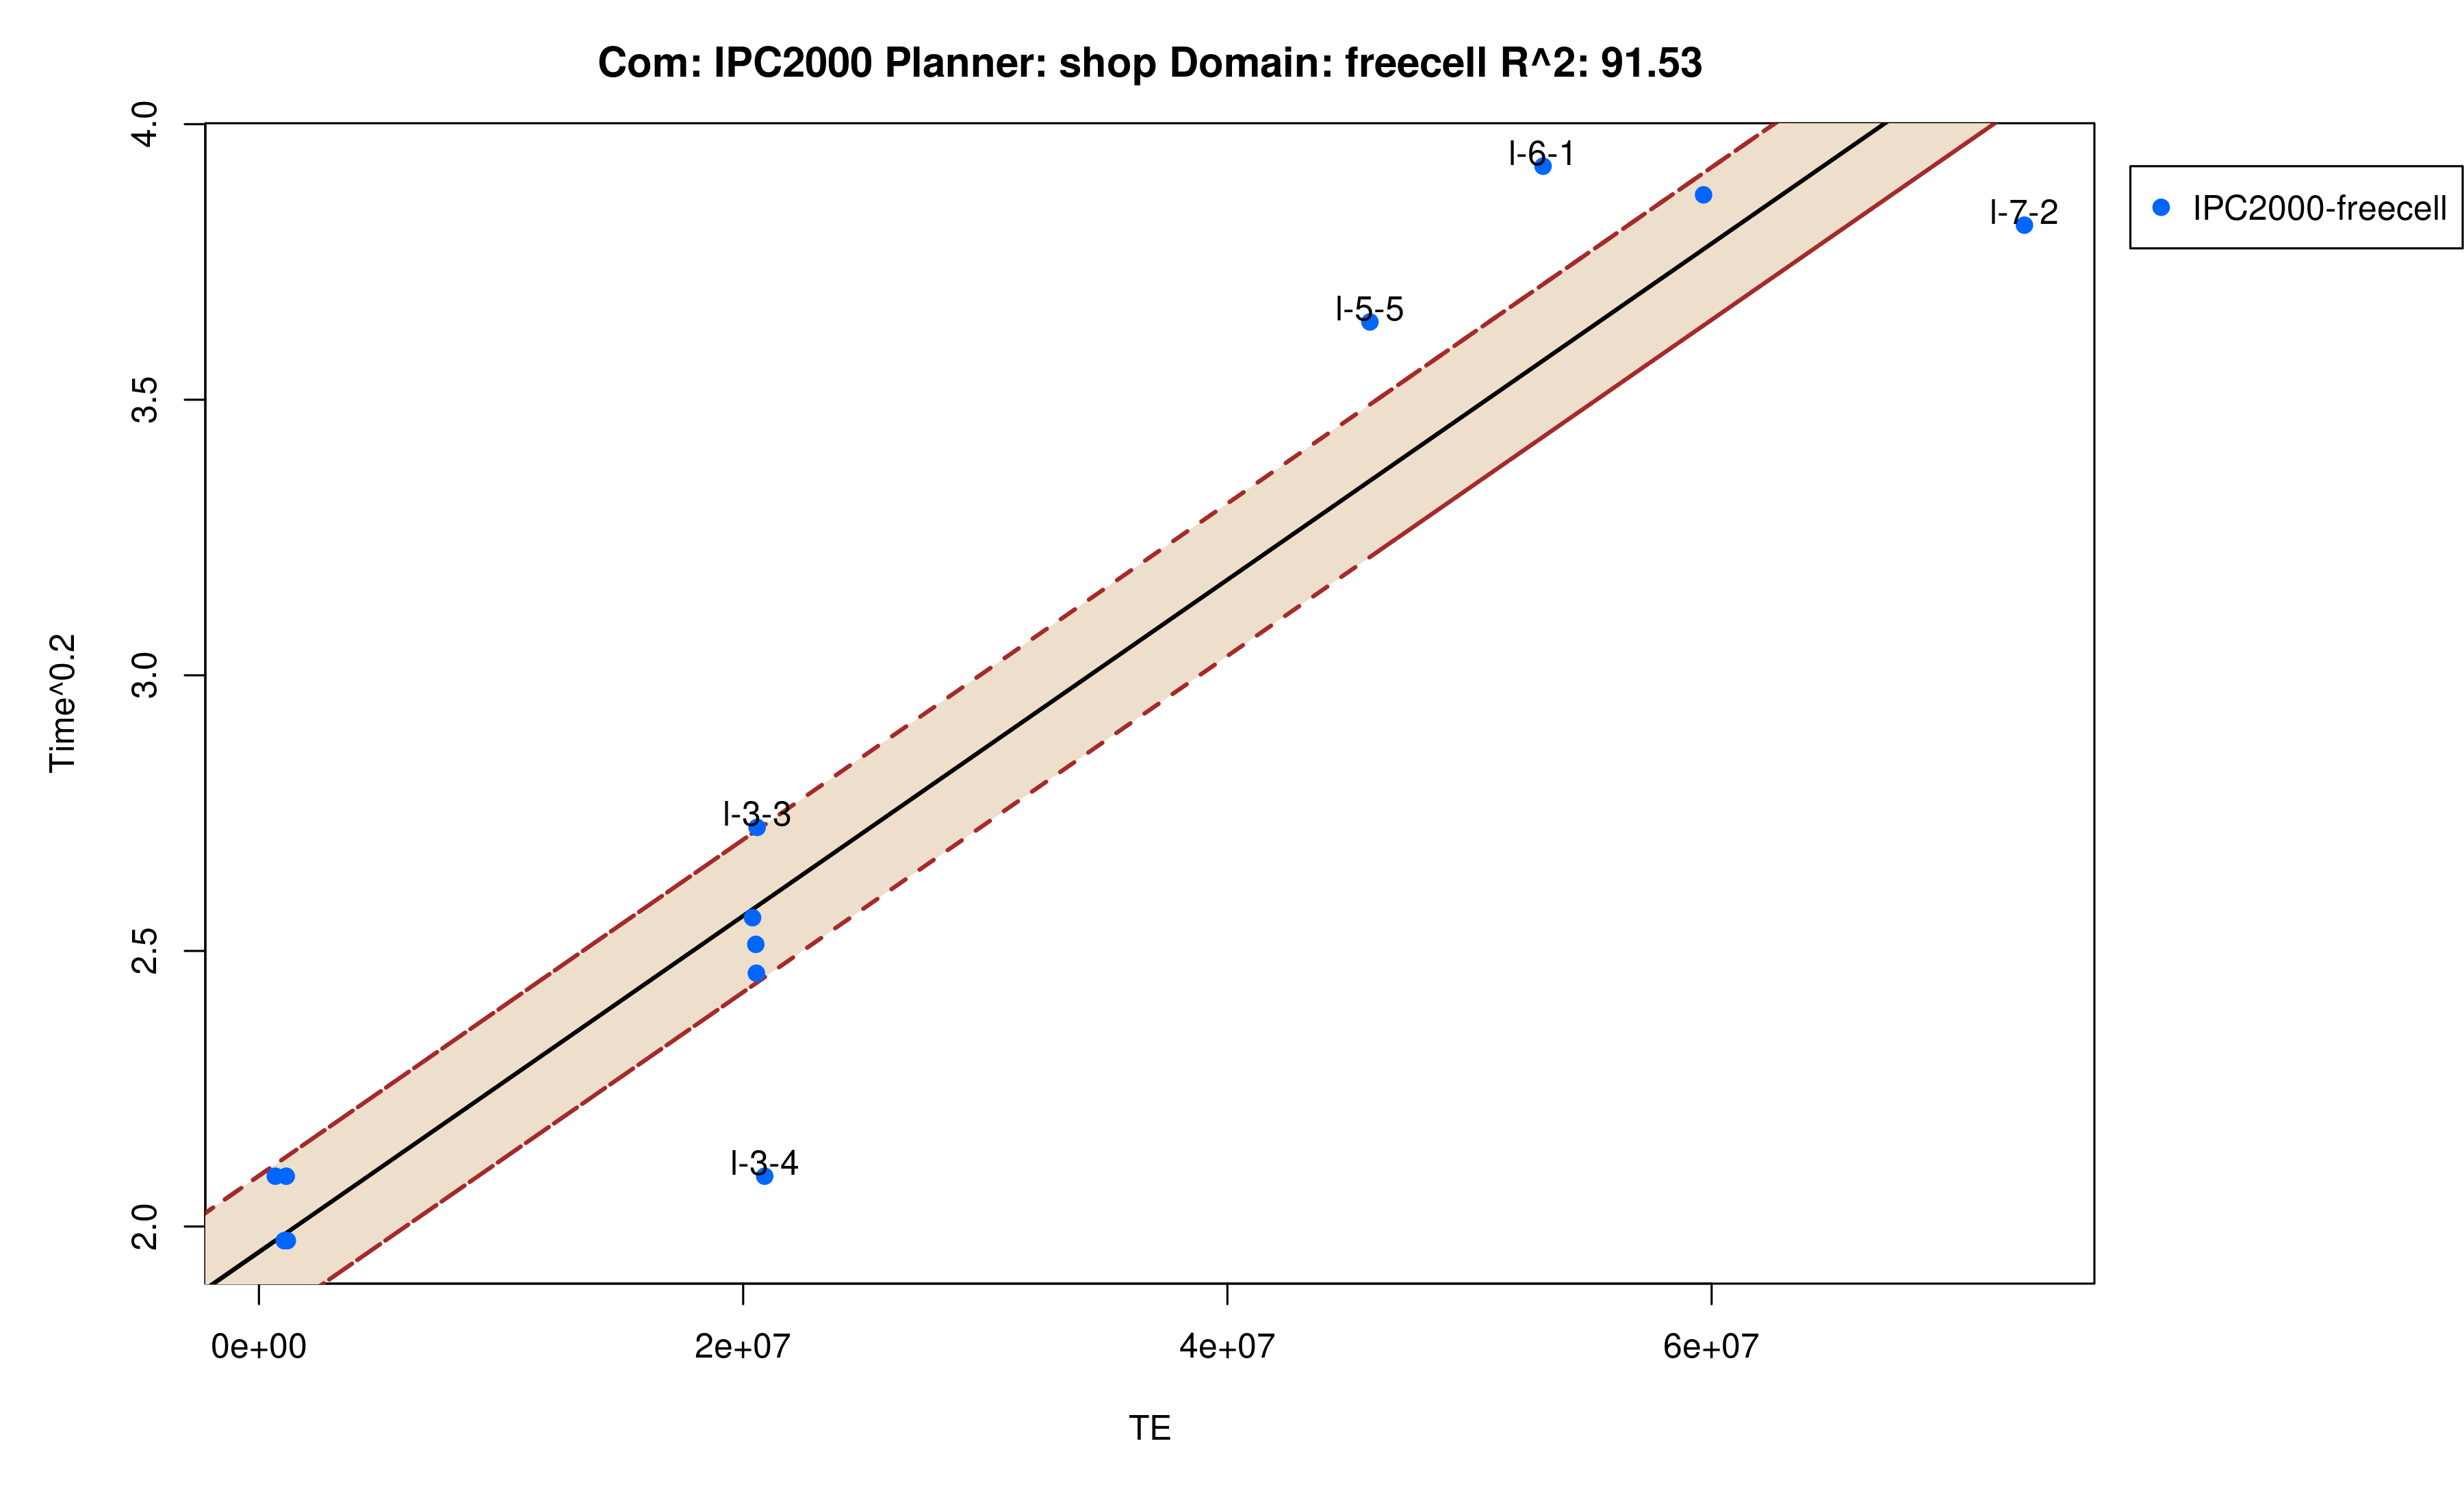 Com: IPC2000 Planner: shop Domain: freecell R^2: 91.53
4.0
3.5
3.0
2.5
2.0
Time^0.2
l-6-1
l-7-2
l-5-5
l-3-3
l-3-4
IPC2000-freecell
0e+00
2e+07
4e+07
6e+07
TE